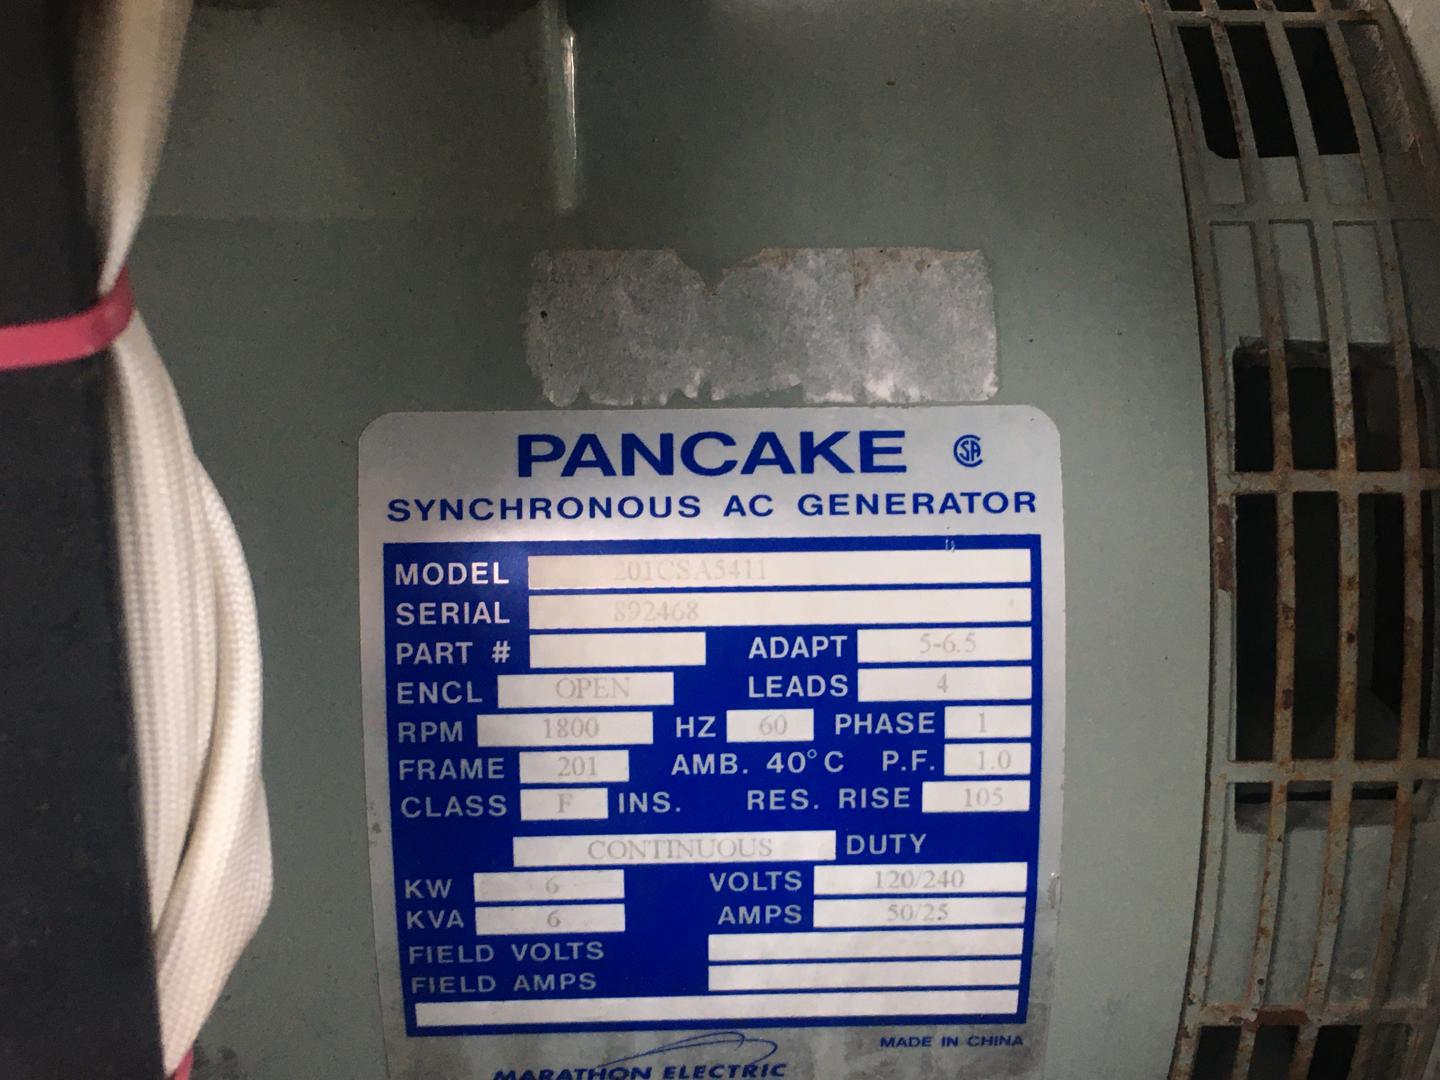 PANCAKE
SYNCHRONOUS AC GENERATOR
MODEL 201CSA5411
SERIAL 892468
PART # ADAPT 5-6.5
ENCL OPEN LEADS 4
RPM 1800 HZ 60 PHASE 1
FRAME 201 AMB. 40°C P.F. 1.0
CLASS F INS. RES. RISE 105
CONTINUOUS DUTY
KW 6 VOLTS 120/240
KVA 6 AMPS 50/25
FIELD VOLTS
FIELD AMPS
MADE IN CHINA
MARATHON ELECTRIC